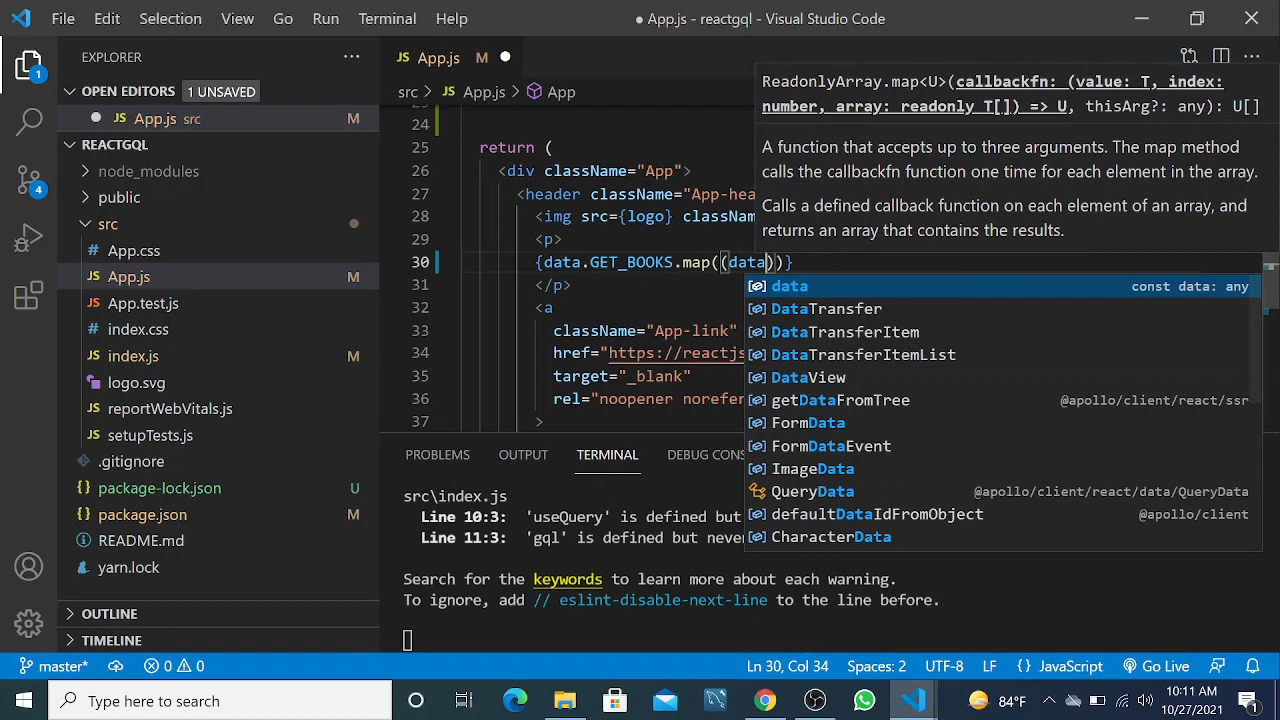 File Edit Selection View Go Run Terminal Help
● App.js - reactgql - Visual Studio Code
EXPLORER
OPEN EDITORS 1 UNSAVED
App.js src M
REACTGQL
node_modules
public
src
# App.css
JS App.js M
JS App.test.js
# index.css
JS index.js M
logo.svg
JS reportWebVitals.js
JS setupTests.js
.gitignore
{} package-lock.json U
{} package.json M
README.md
yarn.lock
OUTLINE
TIMELINE
1
4
JS App.js M
src > JS App.js > App
24
25 return (
26 <div className="App">
27 <header className="App-hea
28 <img src={logo} classNam
29 <p>
30 {data.GET_BOOKS.map((data))}
31 </p>
32 <a
33 className="App-link"
34 href="https://reactjs
35 target="_blank"
36 rel="noopener norefer
37 >
ReadonlyArray.map<U>(callbackfn: (value: T, index:
number, array: readonly T[]) => U, thisArg?: any): U[]
A function that accepts up to three arguments. The map method
calls the callbackfn function one time for each element in the array.
Calls a defined callback function on each element of an array, and
returns an array that contains the results.
data const data: any
DataTransfer
DataTransferItem
DataTransferItemList
DataView
getDataFromTree @apollo/client/react/ssr
FormData
FormDataEvent
ImageData
QueryData @apollo/client/react/data/QueryData
defaultDataIdFromObject @apollo/client
CharacterData
PROBLEMS OUTPUT TERMINAL DEBUG CONS
src\index.js
Line 10:3: 'useQuery' is defined but
Line 11:3: 'gql' is defined but never
Search for the keywords to learn more about each warning.
To ignore, add // eslint-disable-next-line to the line before.
master* 0 0 Ln 30, Col 34 Spaces: 2 UTF-8 LF {} JavaScript Go Live
Type here to search
84°F
10:11 AM
10/27/2021